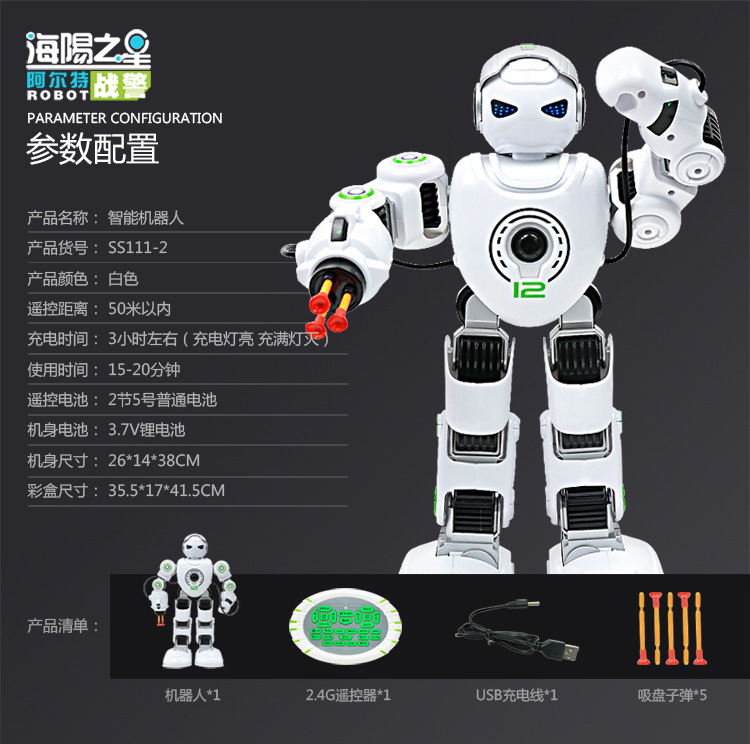 海陽之星
阿尔特
ROBOT 战警
PARAMETER CONFIGURATION
参数配置
产品名称： 智能机器人
产品货号： SS111-2
产品颜色： 白色
遥控距离： 50米以内
充电时间： 3小时左右（充电灯亮 充满灯灭）
使用时间： 15-20分钟
遥控电池： 2节5号普通电池
机身电池： 3.7V锂电池
机身尺寸： 26*14*38CM
彩盒尺寸： 35.5*17*41.5CM
12
产品清单：
机器人*1
2.4G遥控器*1
USB充电线*1
吸盘子弹*5